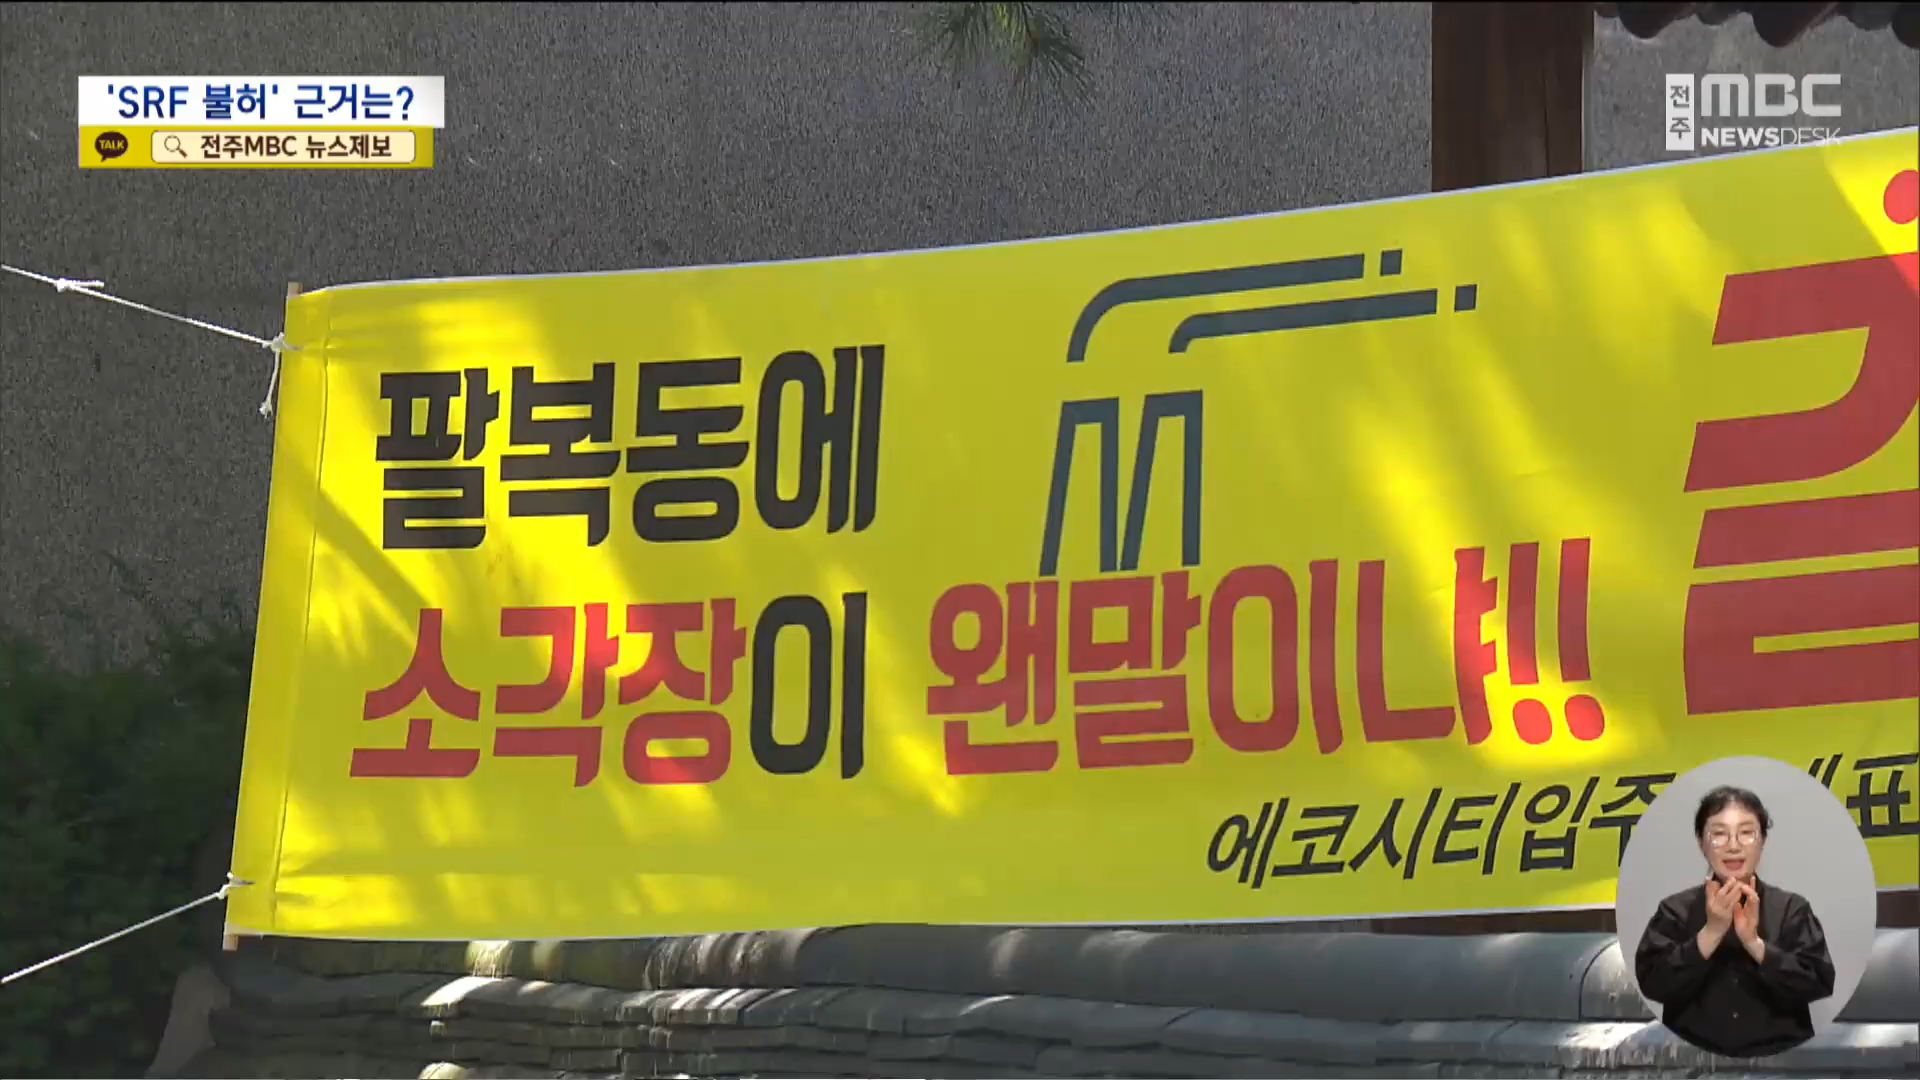 'SRF 불허' 근거는?
TALK 전주MBC 뉴스제보
전주 MBC
NEWSDESK
팔복동에
소각장이 왠말이냐!!
에코시티입주
표